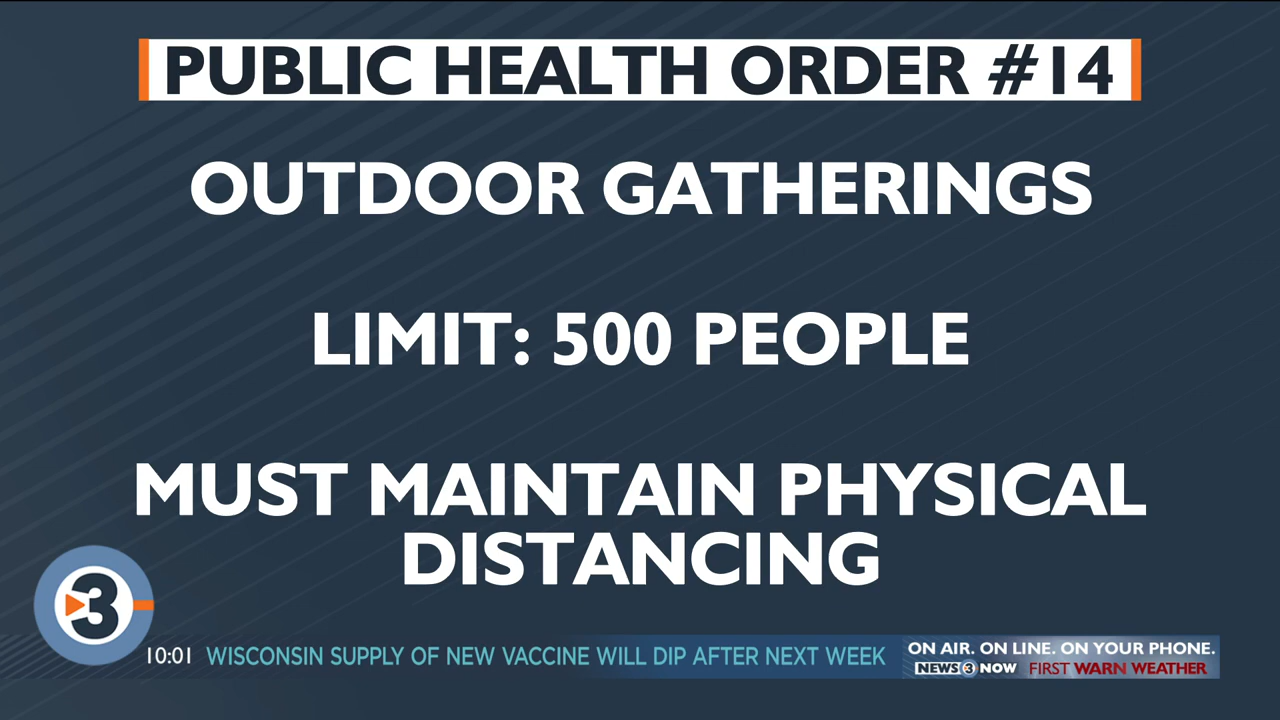 PUBLIC HEALTH ORDER #14
OUTDOOR GATHERINGS
LIMIT: 500 PEOPLE
MUST MAINTAIN PHYSICAL
DISTANCING
3
10:01 WISCONSIN SUPPLY OF NEW VACCINE WILL DIP AFTER NEXT WEEK
ON AIR. ON LINE. ON YOUR PHONE.
NEWS 3 NOW FIRST WARN WEATHER